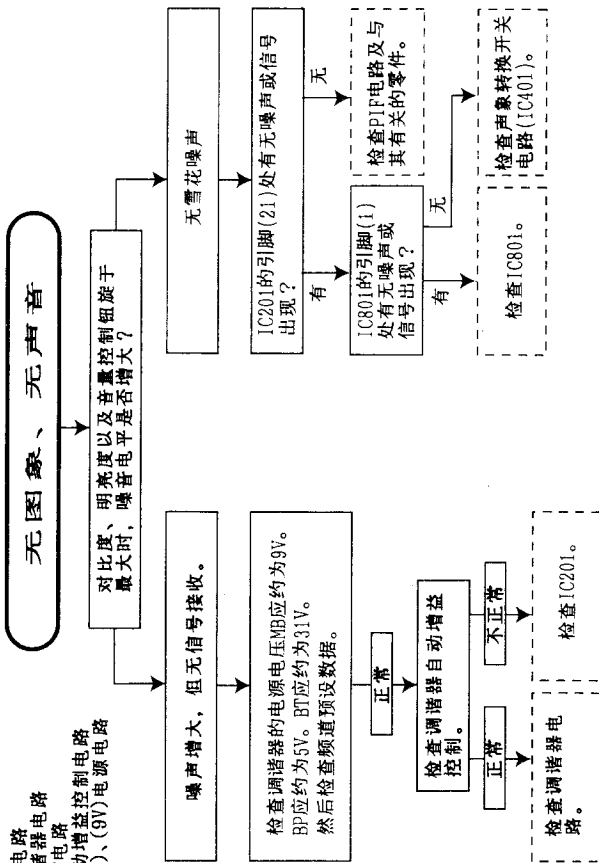 无图象、无声音
对比度、明亮度以及音量控制钮旋于
最大时，噪音电平是否增大？
电路
谐器电路
电路
动增益控制电路
)、(9V)电源电路
噪声增大，但无信号接收。
检查调谐器的电源电压MB应约为9V。
BP应约为5V。BT应约为31V。
然后检查频道预设数据。
正常
检查调谐器自动增益
控制。
正常
不正常
检查调谐器电
路。
检查IC201。
无雪花噪声
IC201的引脚(21)处有无噪声或信号
出现？
有
无
IC801的引脚(1)
处有无噪声或
信号出现？
检查PIF电路及与
其有关的零件。
有
无
检查IC801。
检查声象转换开关
电路(IC401)。